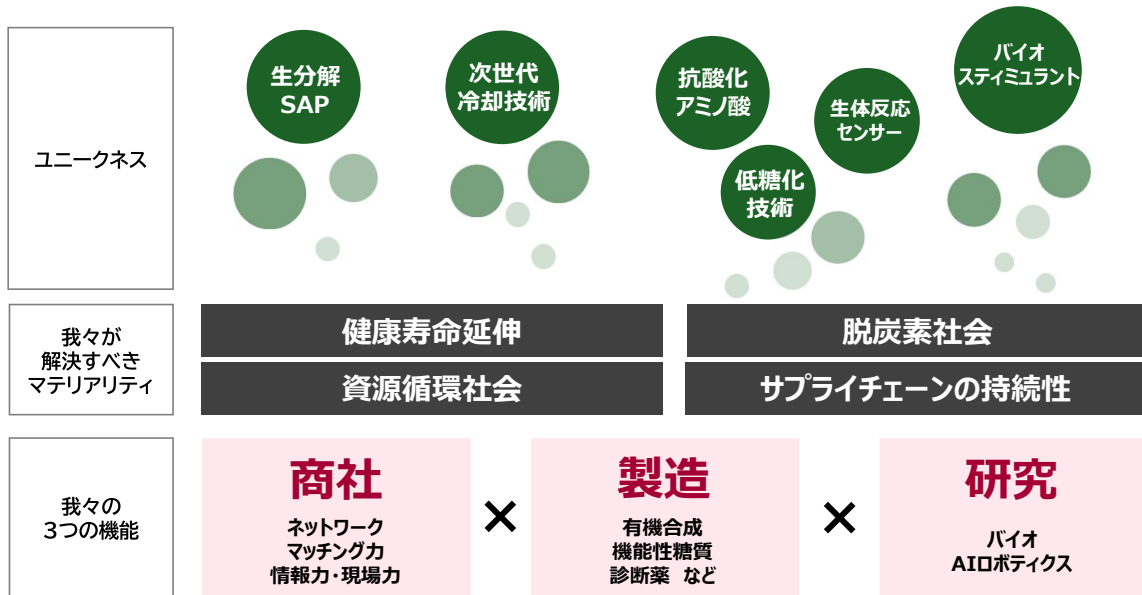 ユニークネス
生分解
SAP
次世代
冷却技術
抗酸化
アミノ酸
低糖化
技術
生体反応
センサー
バイオ
スティミュラント
我々が
解決すべき
マテリアリティ
健康寿命延伸
脱炭素社会
資源循環社会
サプライチェーンの持続性
我々の
3つの機能
商社
ネットワーク
マッチング力
情報力・現場力
×
製造
有機合成
機能性糖質
診断薬 など
×
研究
バイオ
AIロボティクス